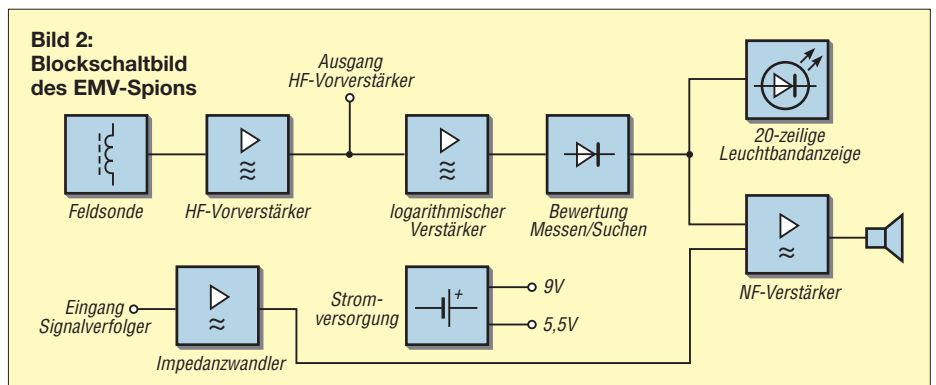 Bild 2:
Blockschaltbild
des EMV-Spions
Ausgang
HF-Vorverstärker
Feldsonde
HF-Vorverstärker
logarithmischer
Verstärker
Bewertung
Messen/Suchen
20-zeilige
Leuchtbandanzeige
NF-Verstärker
Eingang
Signalverfolger
Impedanzwandler
Strom-
versorgung
+
9V
5,5V